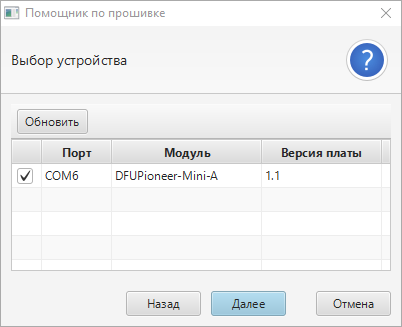 Помощник по прошивке
Выбор устройства
?
Обновить
Порт Модуль Версия платы
COM6 DFUPioneer-Mini-A 1.1
Назад Далее Отмена